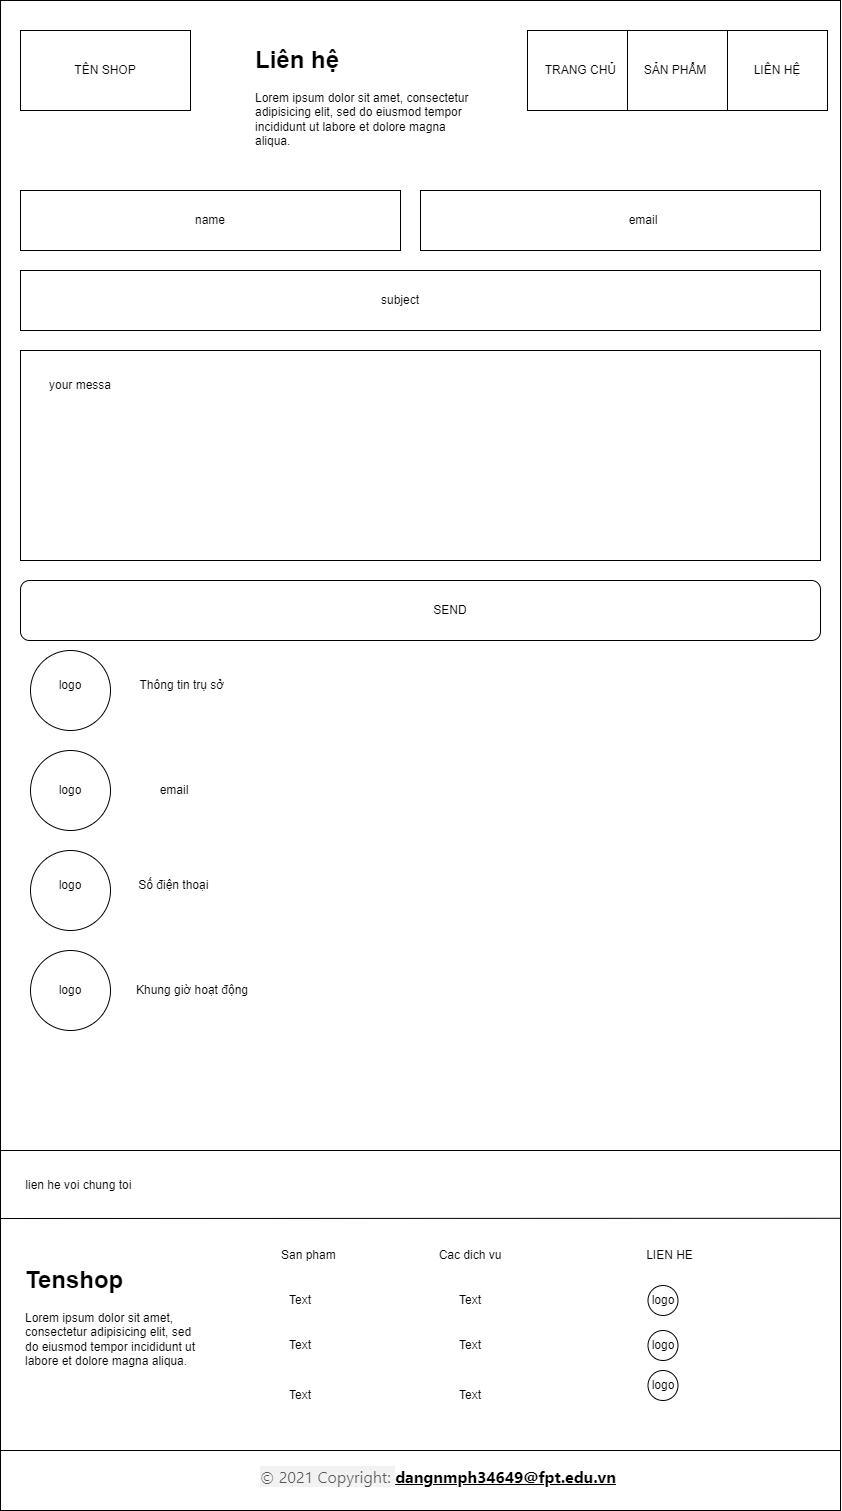 TÊN SHOP
Liên hệ
Lorem ipsum dolor sit amet, consectetur
adipisicing elit, sed do eiusmod tempor
incididunt ut labore et dolore magna
aliqua.
TRANG CHỦ
SẢN PHẨM
LIÊN HỆ
name
email
subject
your messa
SEND
logo
Thông tin trụ sở
logo
email
logo
Số điện thoại
logo
Khung giờ hoạt động
lien he voi chung toi
Tenshop
Lorem ipsum dolor sit amet,
consectetur adipisicing elit, sed
do eiusmod tempor incididunt ut
labore et dolore magna aliqua.
San pham
Text
Text
Text
Cac dich vu
Text
Text
Text
LIEN HE
logo
logo
logo
© 2021 Copyright: dangnmph34649@fpt.edu.vn